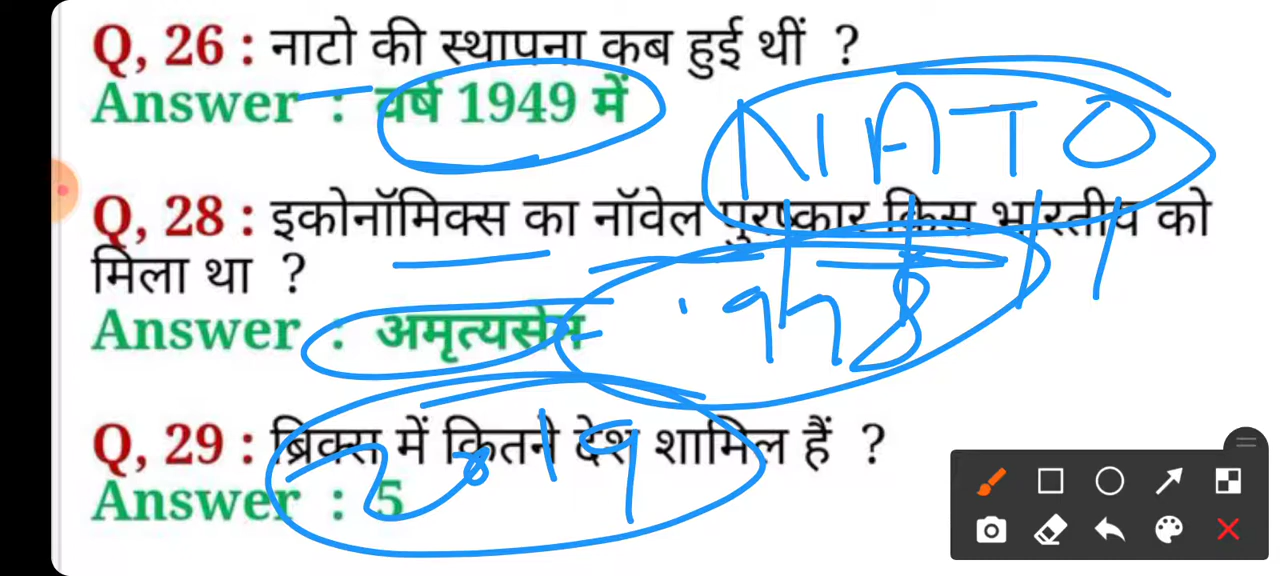 Q, 26 : नाटो की स्थापना कब हुई थीं ?
Answer : वर्ष 1949 में
NATO
Q, 28 : इकोनॉमिक्स का नॉवेल पुरष्कार किस भारतीय को
मिला था ?
Answer : अमृत्यसेन
1998
Q, 29 : ब्रिक्स में कितने देश शामिल हैं ?
2019
Answer : 5